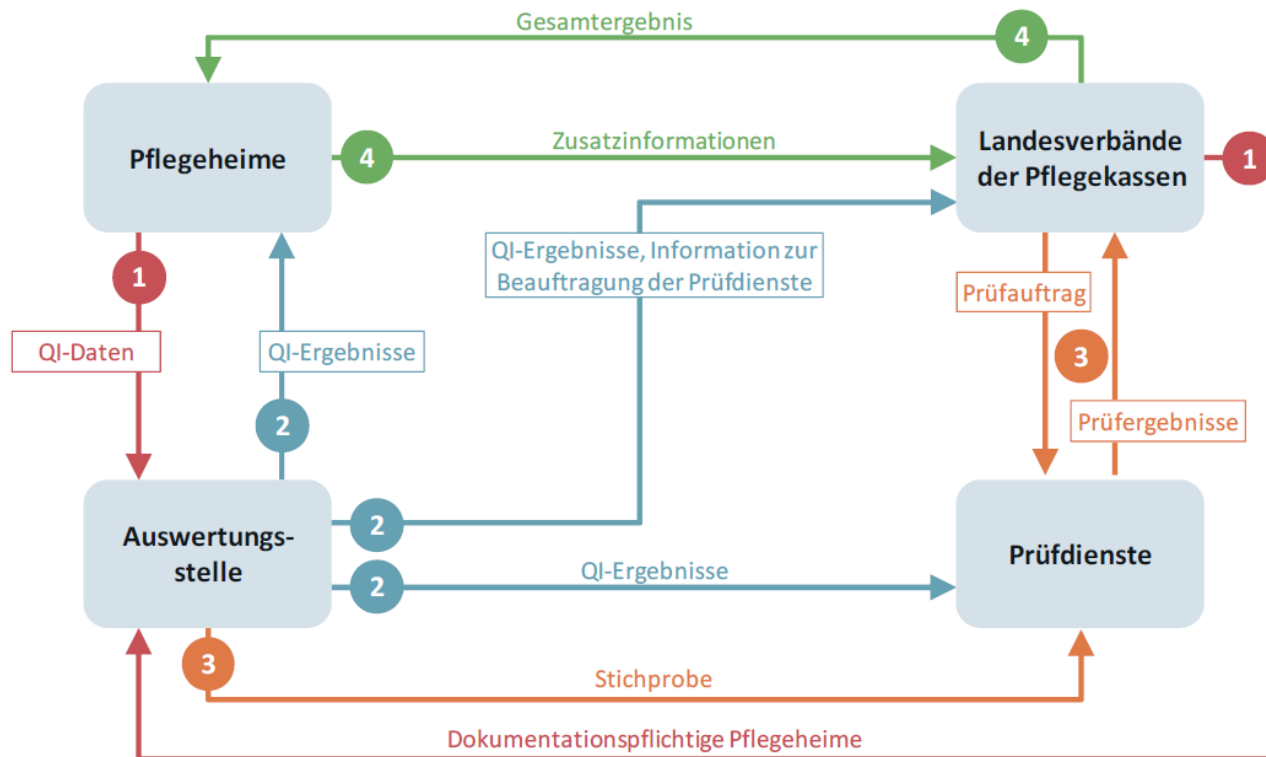 Gesamtergebnis
4
Pflegeheime
4
Zusatzinformationen
Landesverbände
der Pflegekassen
1
1
QI-Ergebnisse, Information zur
Beauftragung der Prüfdienste
Prüfauftrag
QI-Daten
QI-Ergebnisse
3
2
Prüfergebnisse
Auswertungs-
stelle
2
2
QI-Ergebnisse
Prüfdienste
3
Stichprobe
Dokumentationspflichtige Pflegeheime